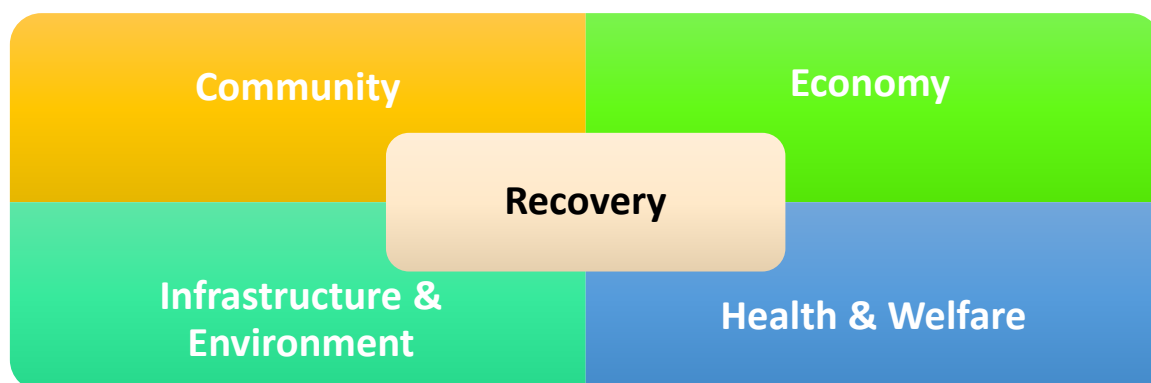 Community
Economy
Recovery
Infrastructure &
Environment
Health & Welfare